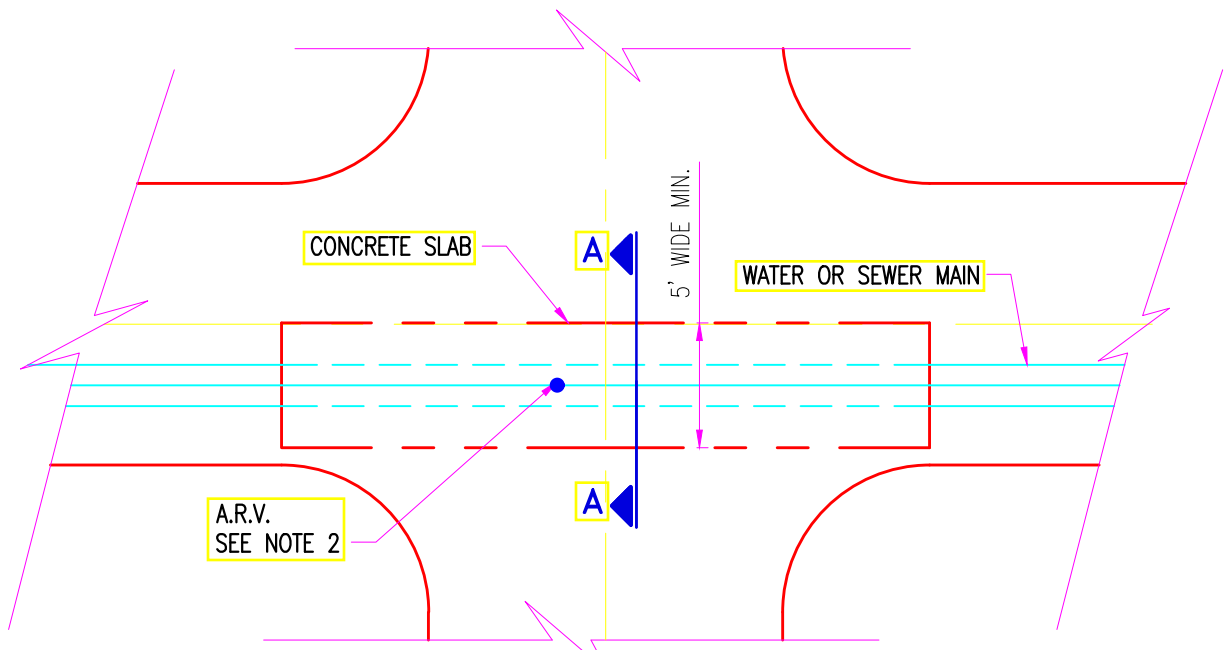 CONCRETE SLAB
A
5' WIDE MIN.
WATER OR SEWER MAIN
A
A.R.V.
SEE NOTE 2